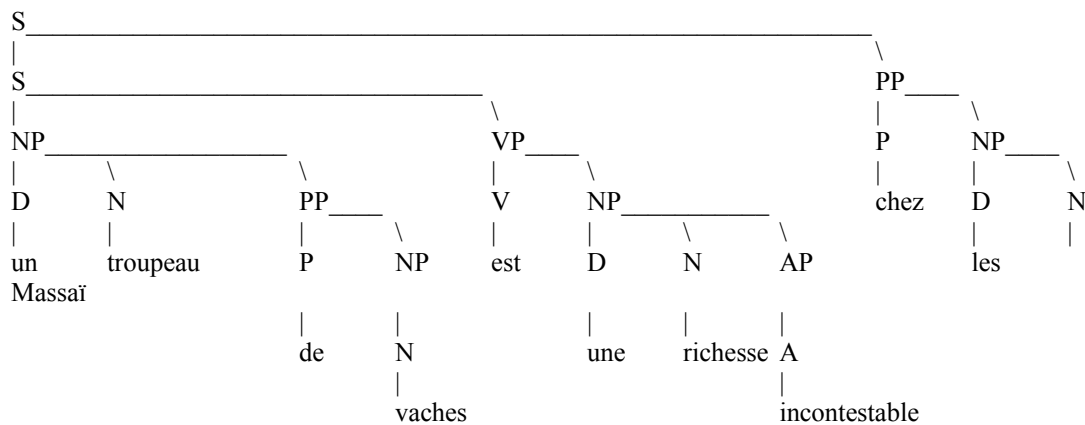 S
S PP
NP VP P NP
D N PP V NP chez D N
un troupeau P NP est D N AP les
Massaï
de N une richesse A
vaches incontestable